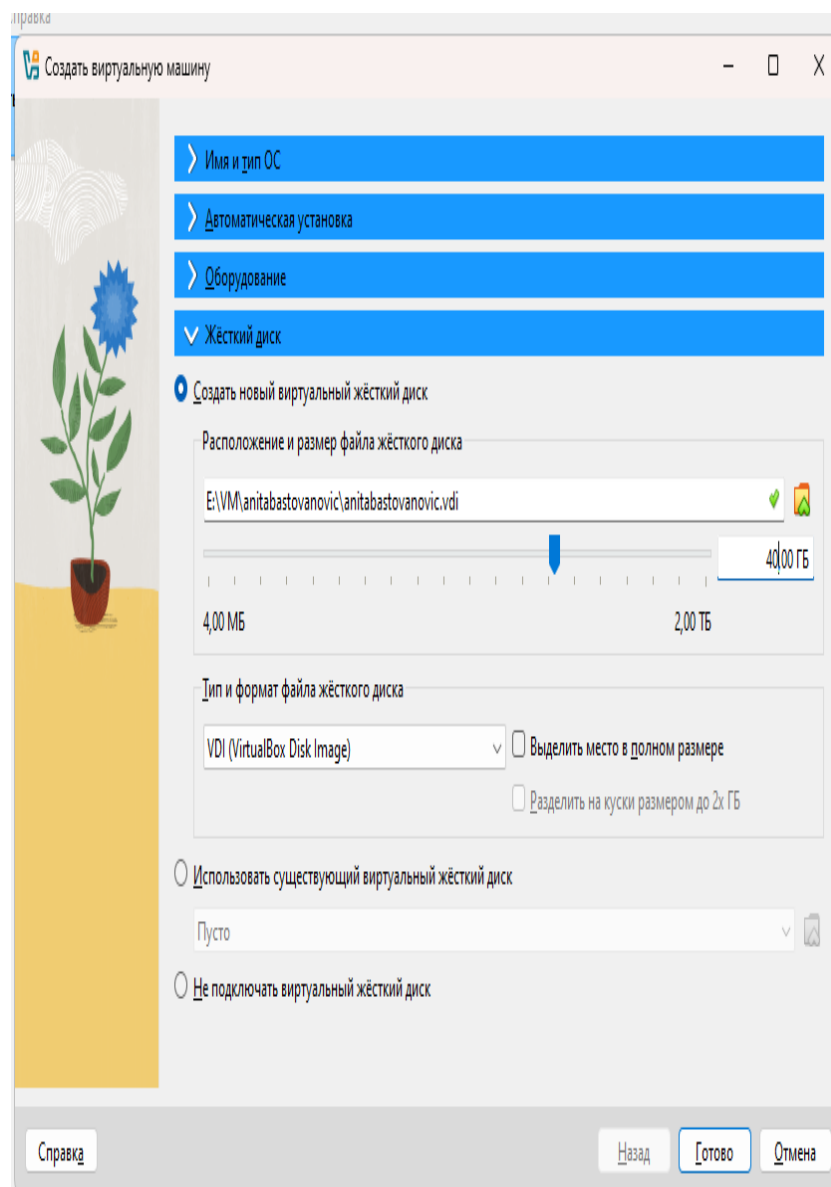 Создать виртуальную машину
Имя и тип ОС
Автоматическая установка
Оборудование
Жёсткий диск
Создать новый виртуальный жёсткий диск
Расположение и размер файла жёсткого диска
E:\VM\anitabastovanovic\anitabastovanovic.vdi
40,00 ГБ
4,00 МБ 2,00 ТБ
Тип и формат файла жёсткого диска
VDI (VirtualBox Disk Image) Выделить место в полном размере
Разделить на куски размером до 2х ГБ
Использовать существующий виртуальный жёсткий диск
Пусто
Не подключать виртуальный жёсткий диск
Справка Назад Готово Отмена